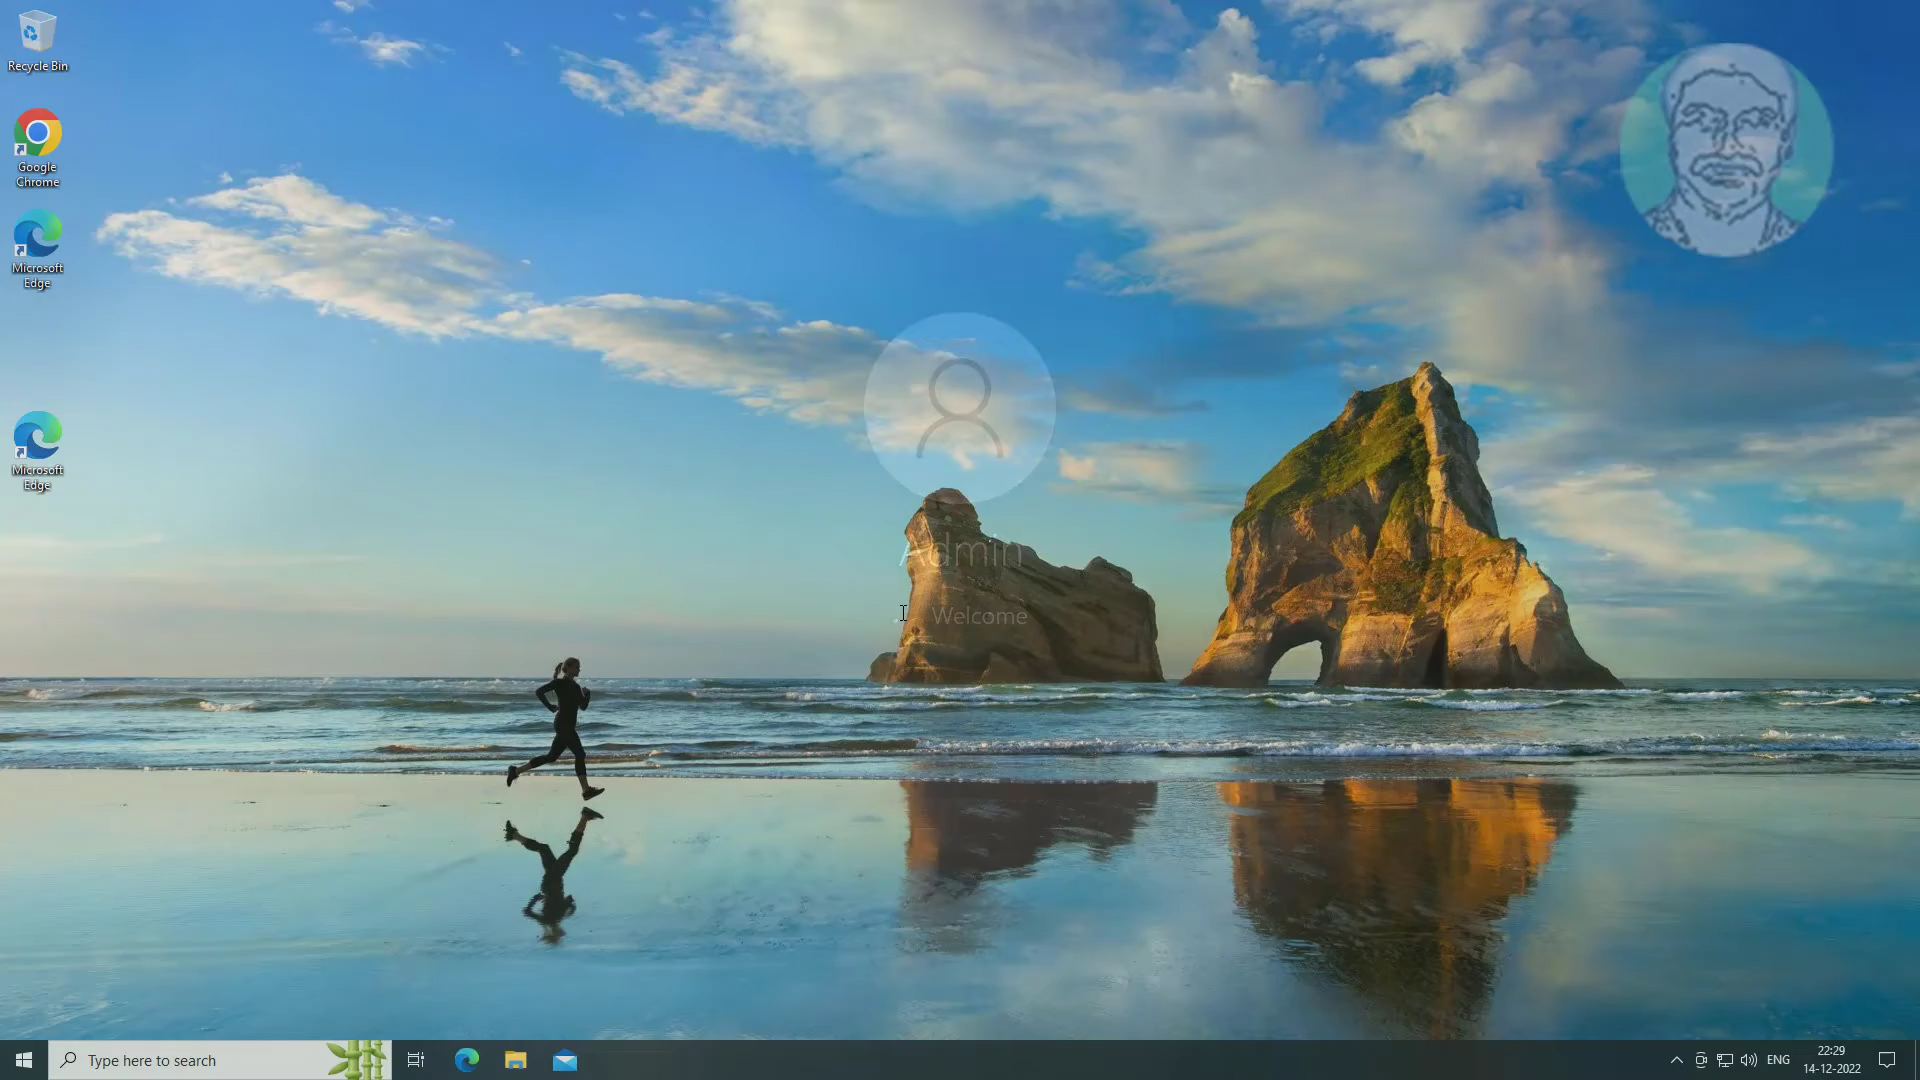 Recycle Bin
Google
Chrome
Microsoft
Edge
Microsoft
Edge
Admin
Welcome
Type here to search
ENG
22:29
14-12-2022